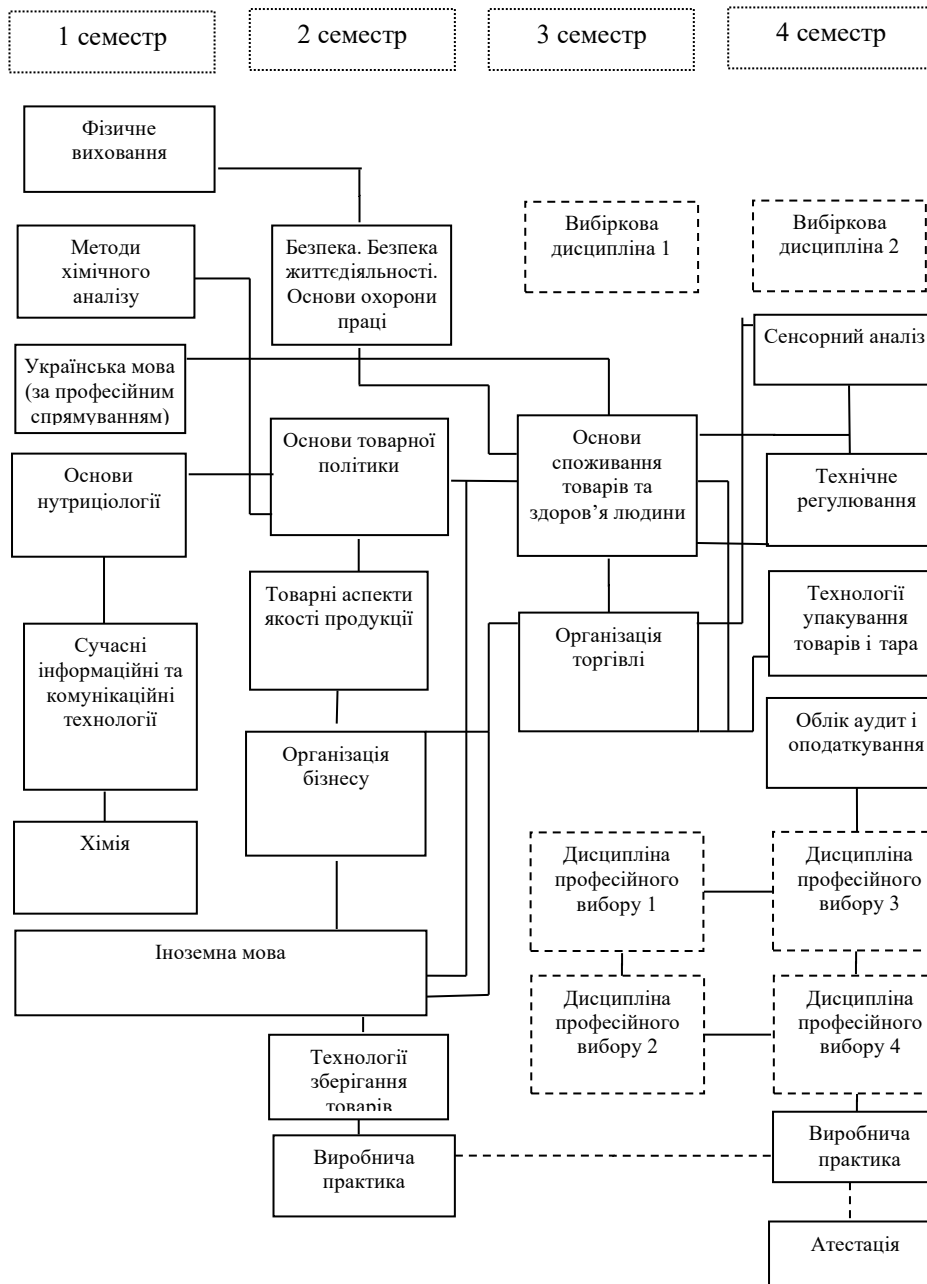 1 семестр
2 семестр
3 семестр
4 семестр
Фізичне
виховання
Методи
хімічного
аналізу
Українська мова
(за професійним
спрямуванням)
Основи
нутриціології
Сучасні
інформаційні та
комунікаційні
технології
Хімія
Іноземна мова
Безпека. Безпека
життєдіяльності.
Основи охорони
праці
Основи товарної
політики
Товарні аспекти
якості продукції
Організація
бізнесу
Технології
зберігання
товарів
Виробнича
практика
Вибіркова
дисципліна 1
Основи
споживання
товарів та
здоров’я людини
Організація
торгівлі
Дисципліна
професійного
вибору 1
Дисципліна
професійного
вибору 2
Вибіркова
дисципліна 2
Сенсорний аналіз
Технічне
регулювання
Технології
упакування
товарів і тара
Облік аудит і
оподаткування
Дисципліна
професійного
вибору 3
Дисципліна
професійного
вибору 4
Виробнича
практика
Атестація